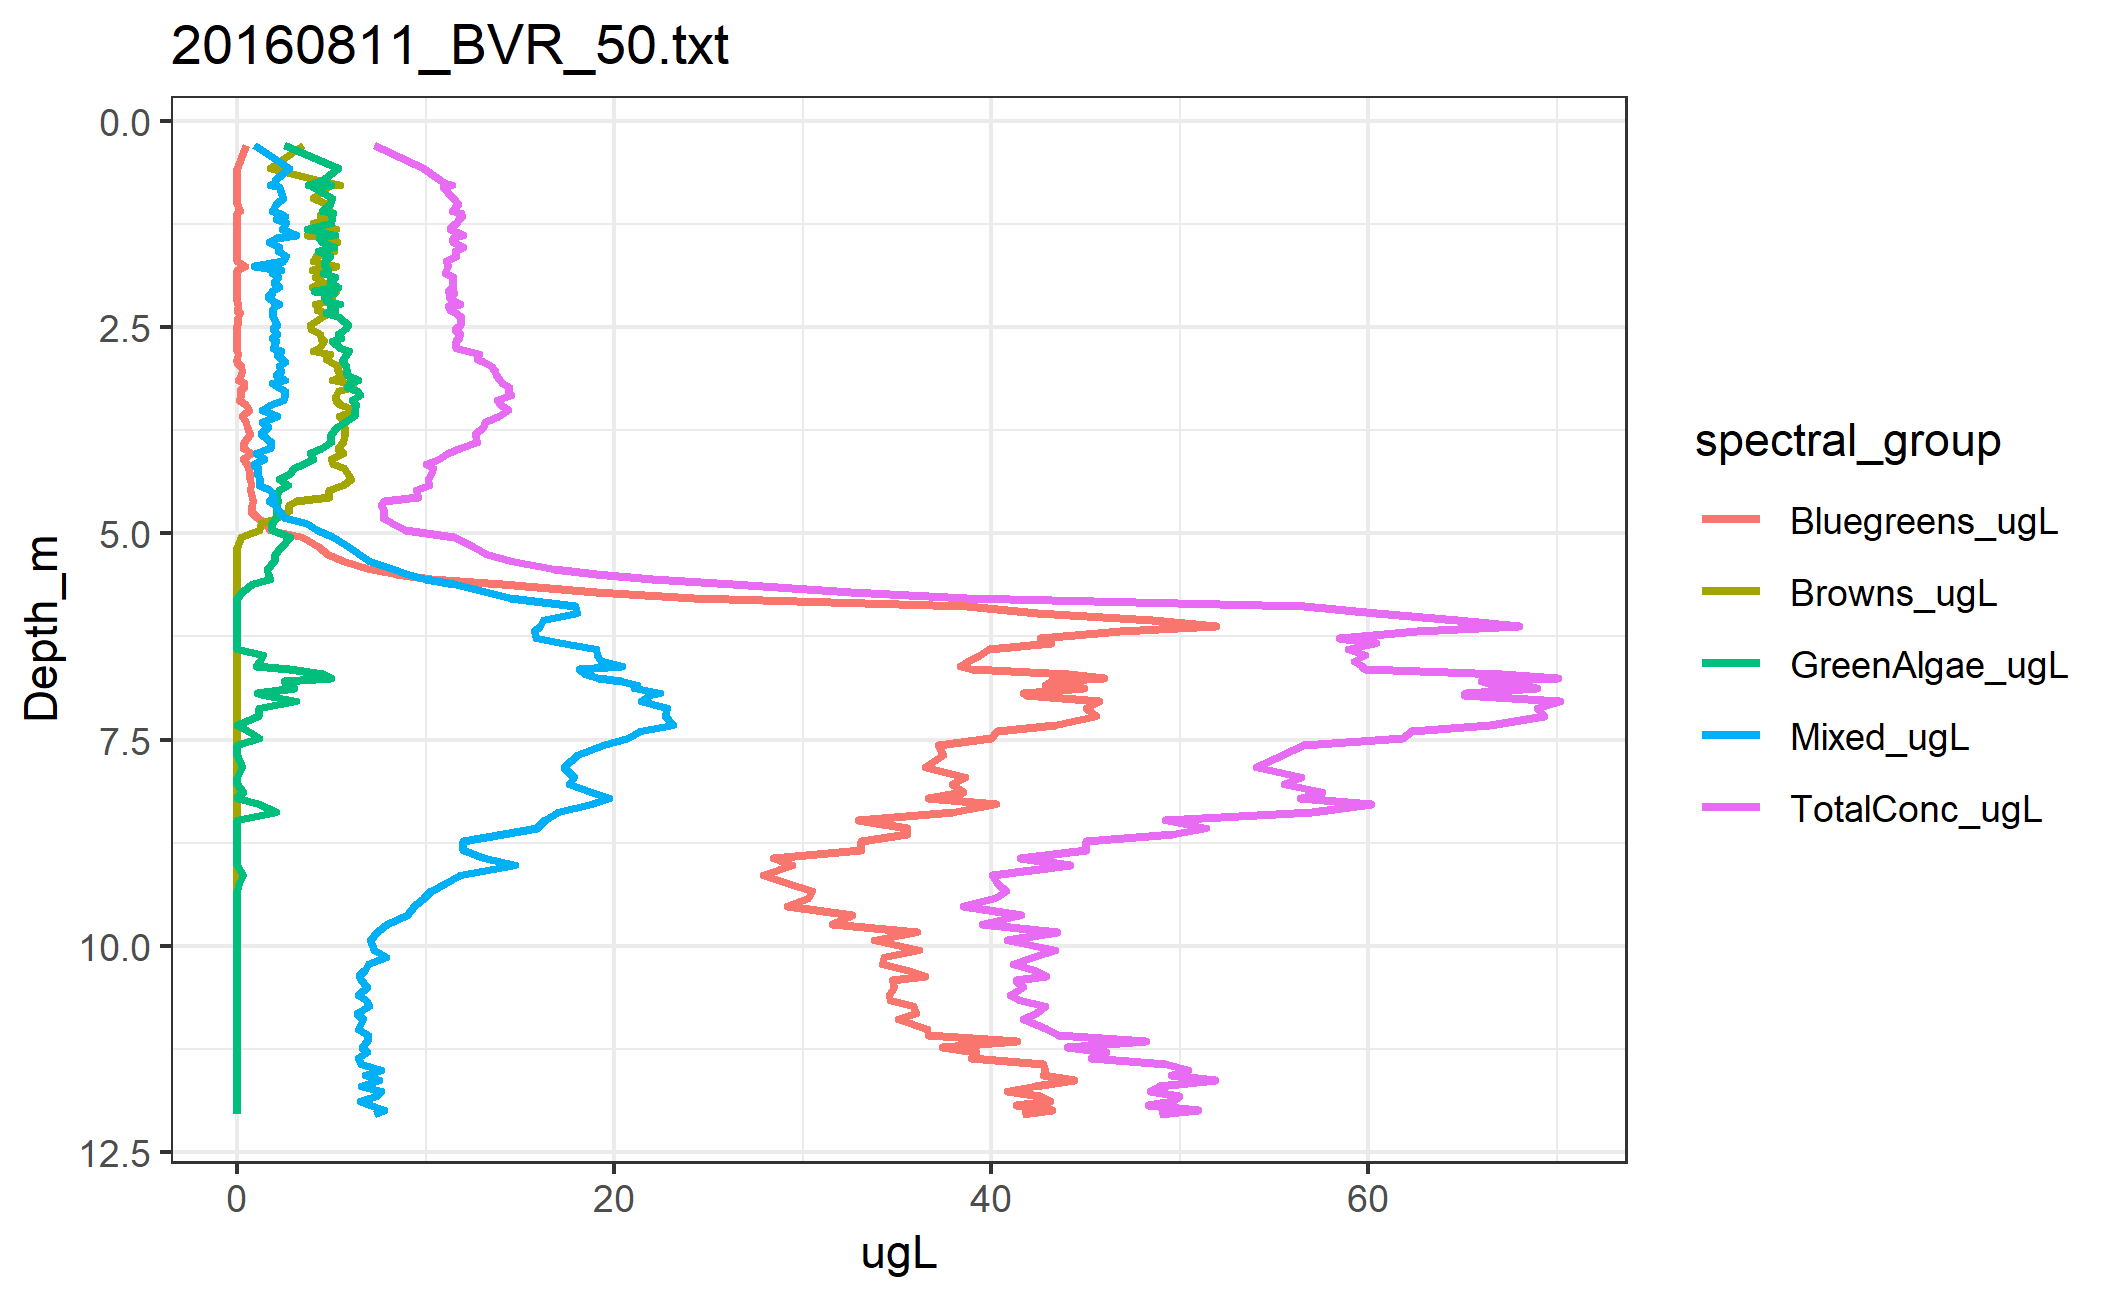 20160811_BVR_50.txt
0.0
2.5
5.0
7.5
10.0
12.5
Depth_m
0 20 40 60
ugL
spectral_group
Bluegreens_ugL
Browns_ugL
GreenAlgae_ugL
Mixed_ugL
TotalConc_ugL